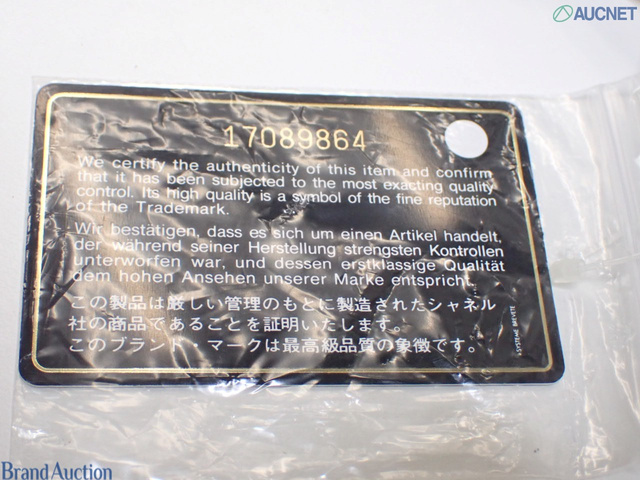 AUCNET
17089864
We certify the authenticity of this item and confirm
that it has been subjected to the most exacting quality
control. Its high quality is a symbol of the fine reputation
of the Trademark.
Wir bestätigen, dass es sich um einen Artikel handelt,
der während seiner Herstellung strengsten Kontrollen
unterworfen war, und dessen erstklassige Qualität
dem hohen Ansehen unserer Marke entspricht.
この製品は厳しい管理のもとに製造されたシャネル
社の商品であることを証明いたします。
このブランド・マークは最高級品質の象徴です。
SYSTEME BREVETE
Brand Auction